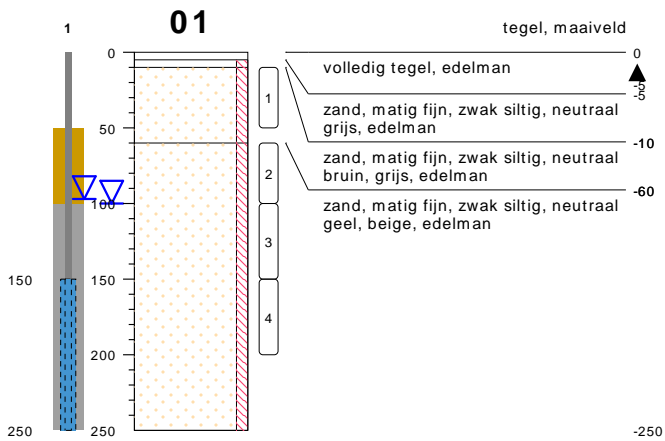 1
01
tegel, maaiveld
0
0
volledig tegel, edelman
-5
-5
zand, matig fijn, zwak siltig, neutraal
grijs, edelman
1
50
-10
zand, matig fijn, zwak siltig, neutraal
bruin, grijs, edelman
2
-60
100
zand, matig fijn, zwak siltig, neutraal
geel, beige, edelman
3
150
150
4
200
250
250
-250